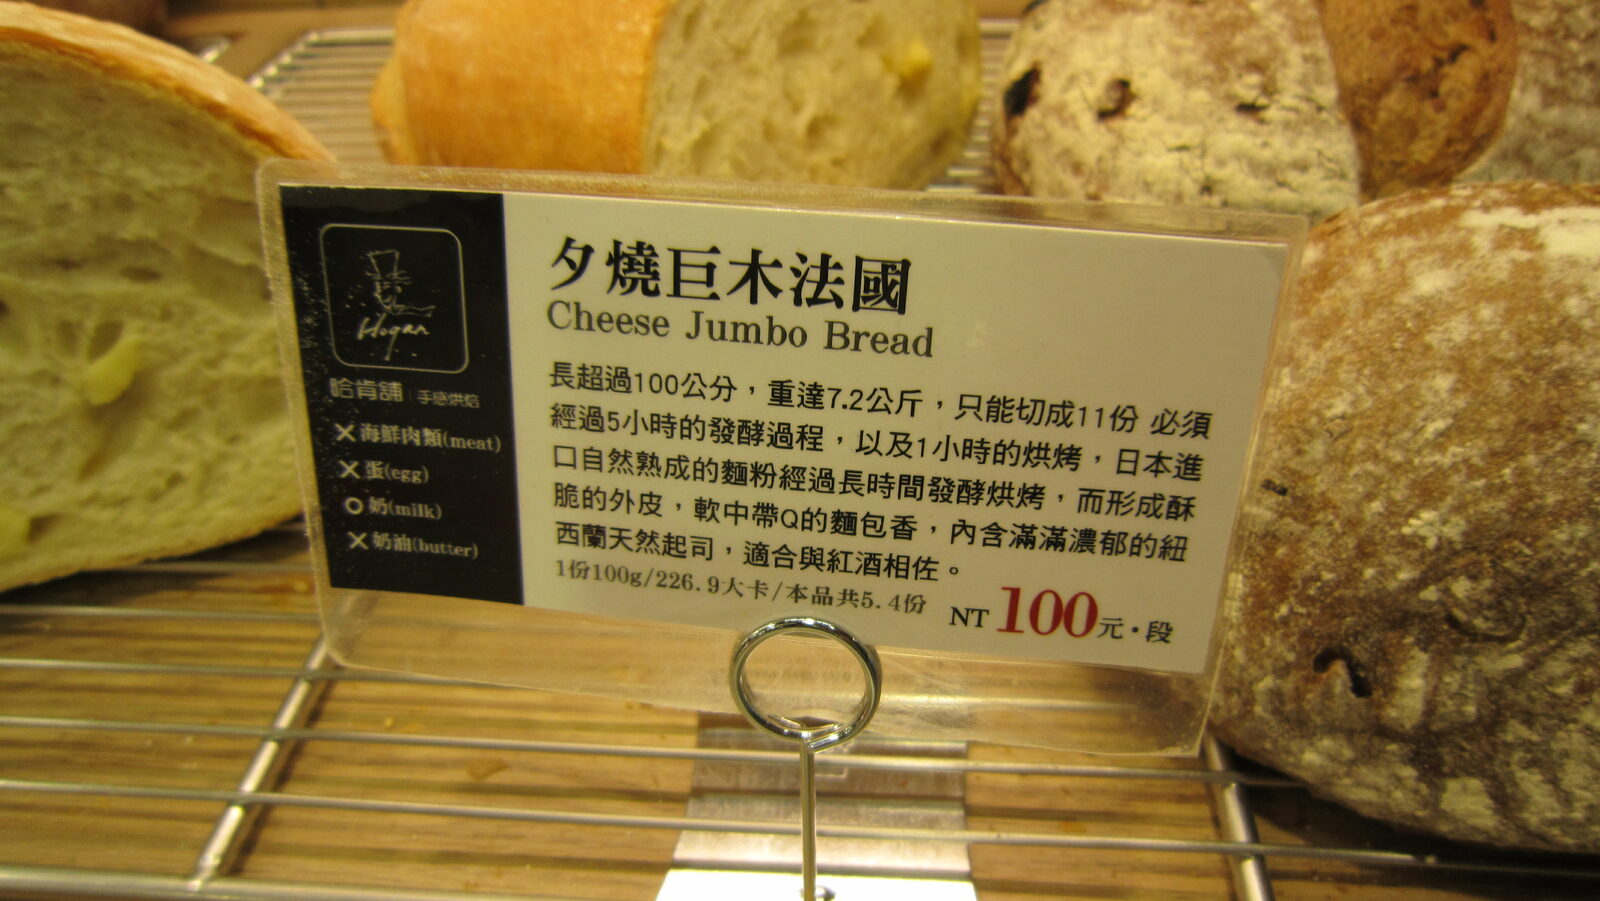 Hogan
哈肯舖 手感烘焙
✕ 海鮮肉類(meat)
✕ 蛋(egg)
○ 奶(milk)
✕ 奶油(butter)
夕燒巨木法國
Cheese Jumbo Bread
長超過100公分，重達7.2公斤，只能切成11份 必須
經過5小時的發酵過程，以及1小時的烘烤，日本進
口自然熟成的麵粉經過長時間發酵烘烤，而形成酥
脆的外皮，軟中帶Q的麵包香，內含滿滿濃郁的紐
西蘭天然起司，適合與紅酒相佐。
1份100g/226.9大卡/本品共5.4份
NT 100元·段